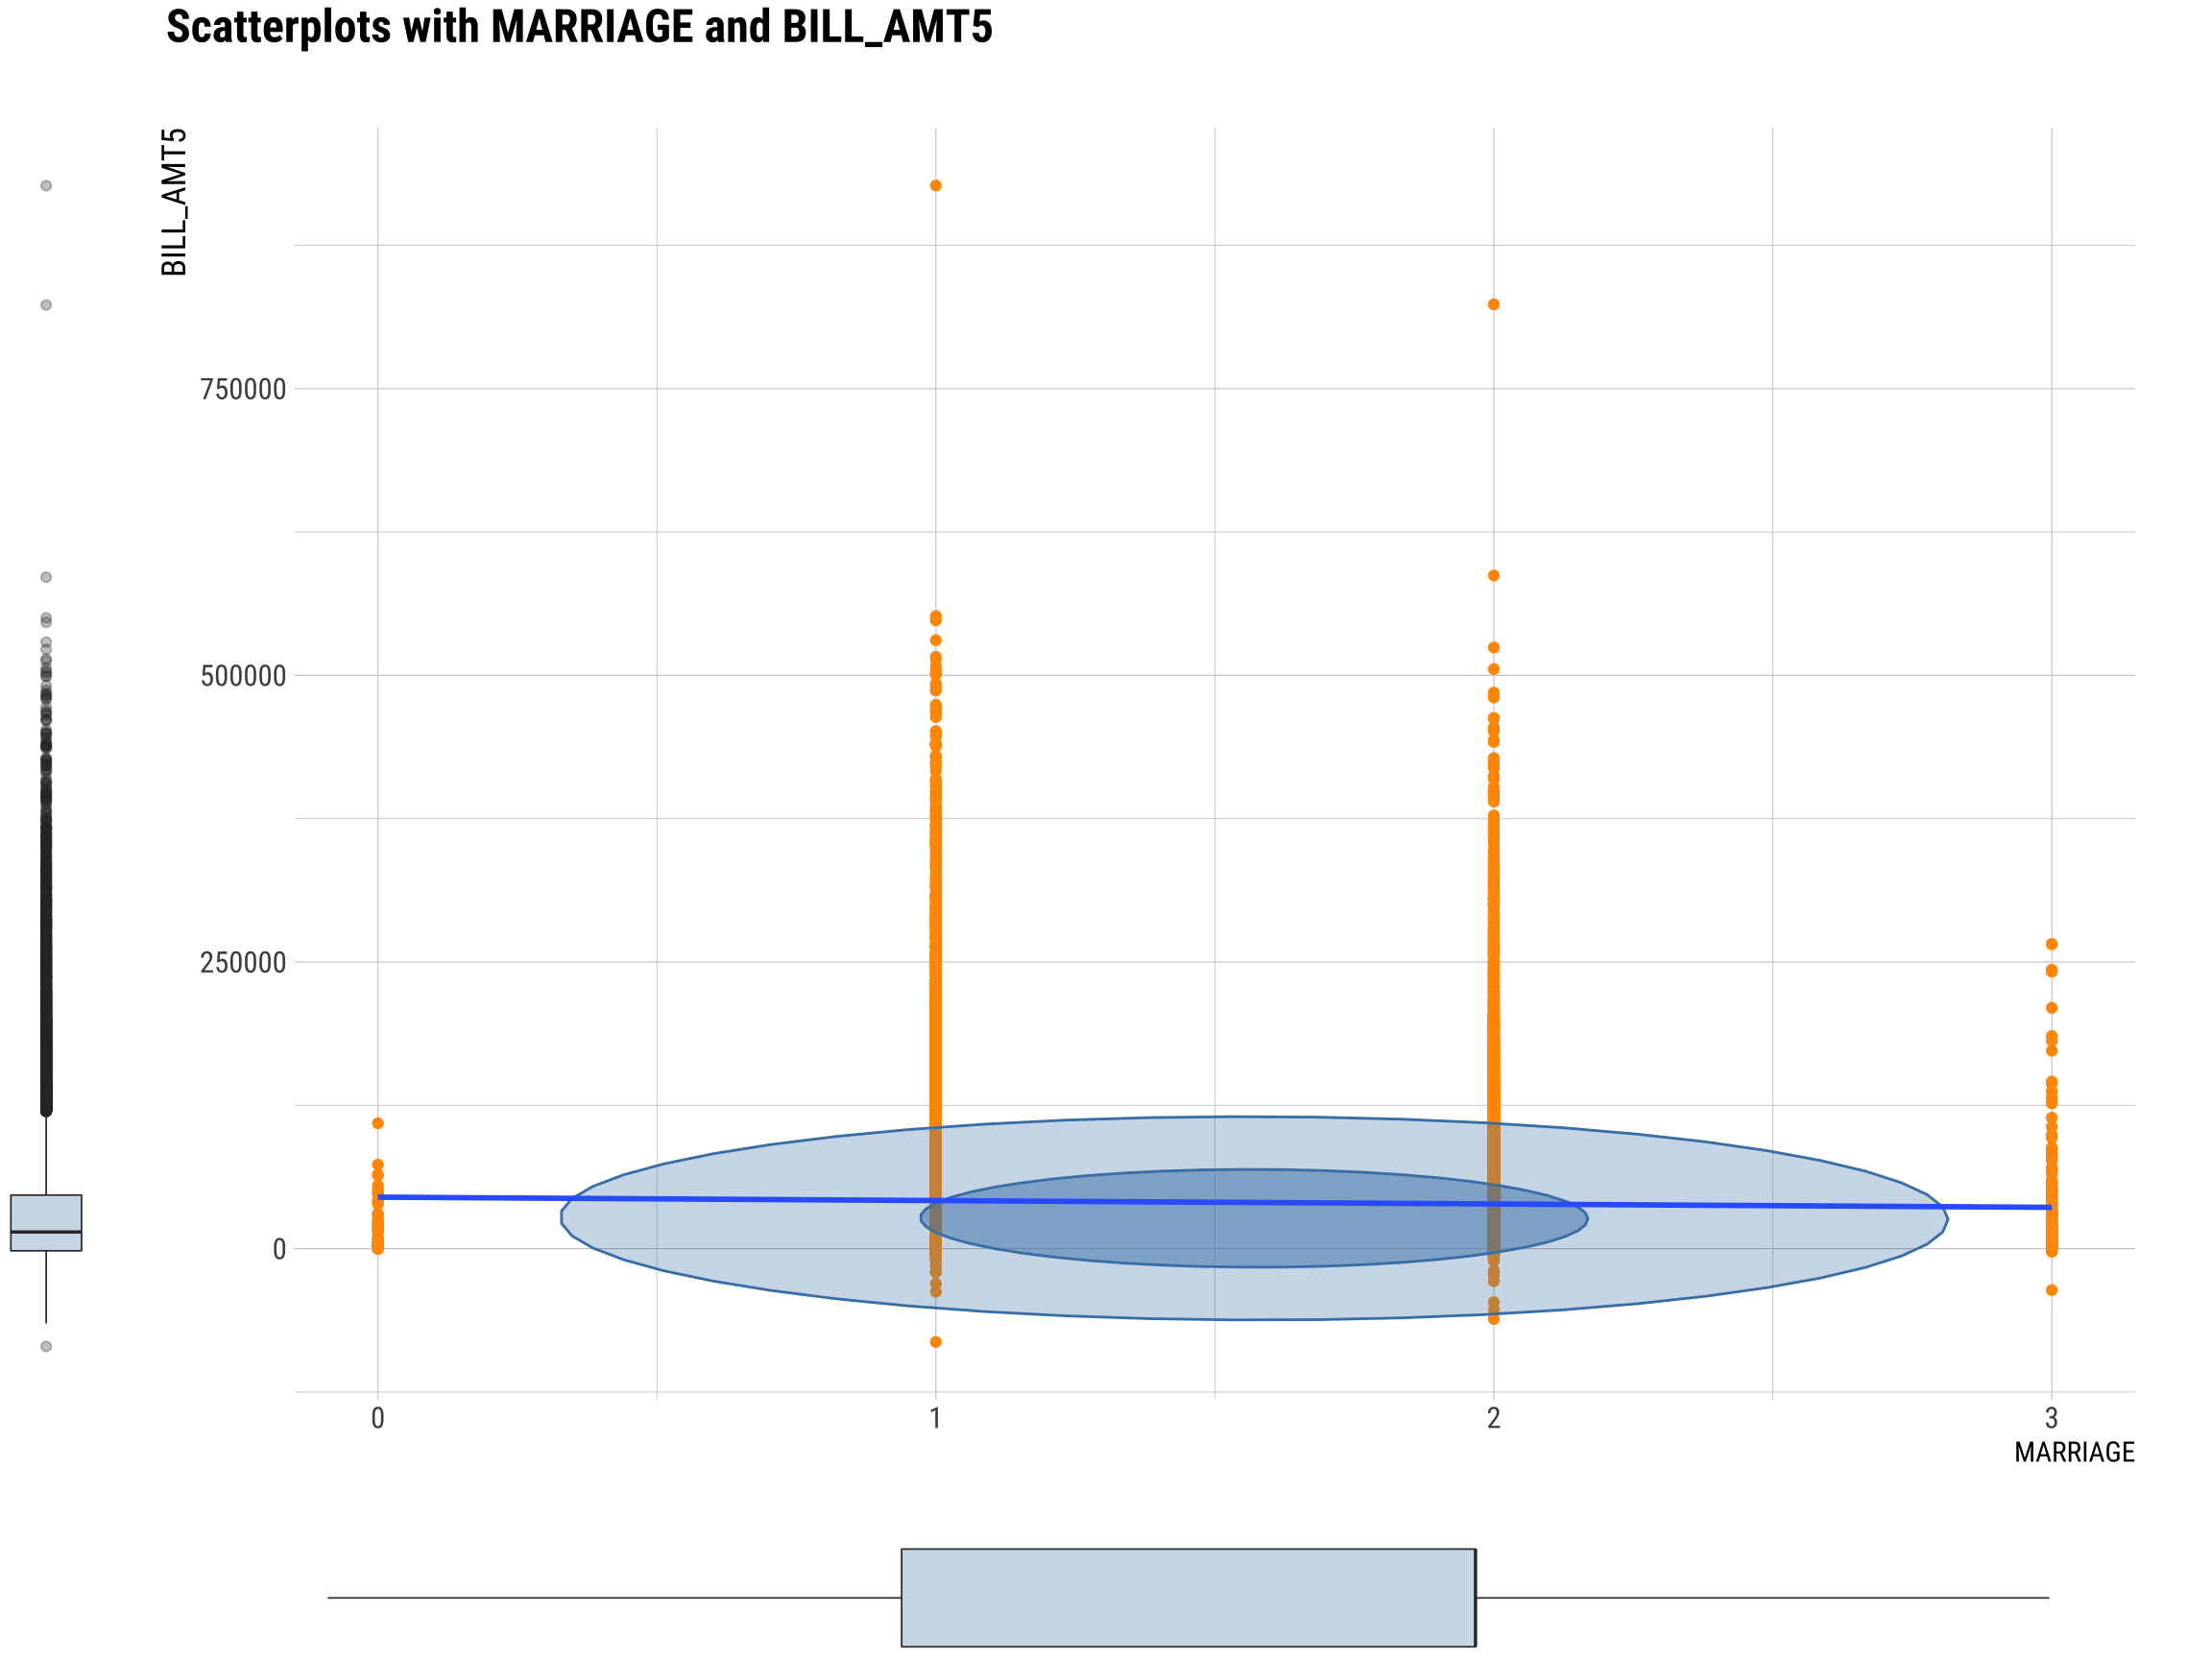 Scatterplots with MARRIAGE and BILL_AMT5
BILL_AMT5
750000
500000
250000
0
0 1 2 3
MARRIAGE